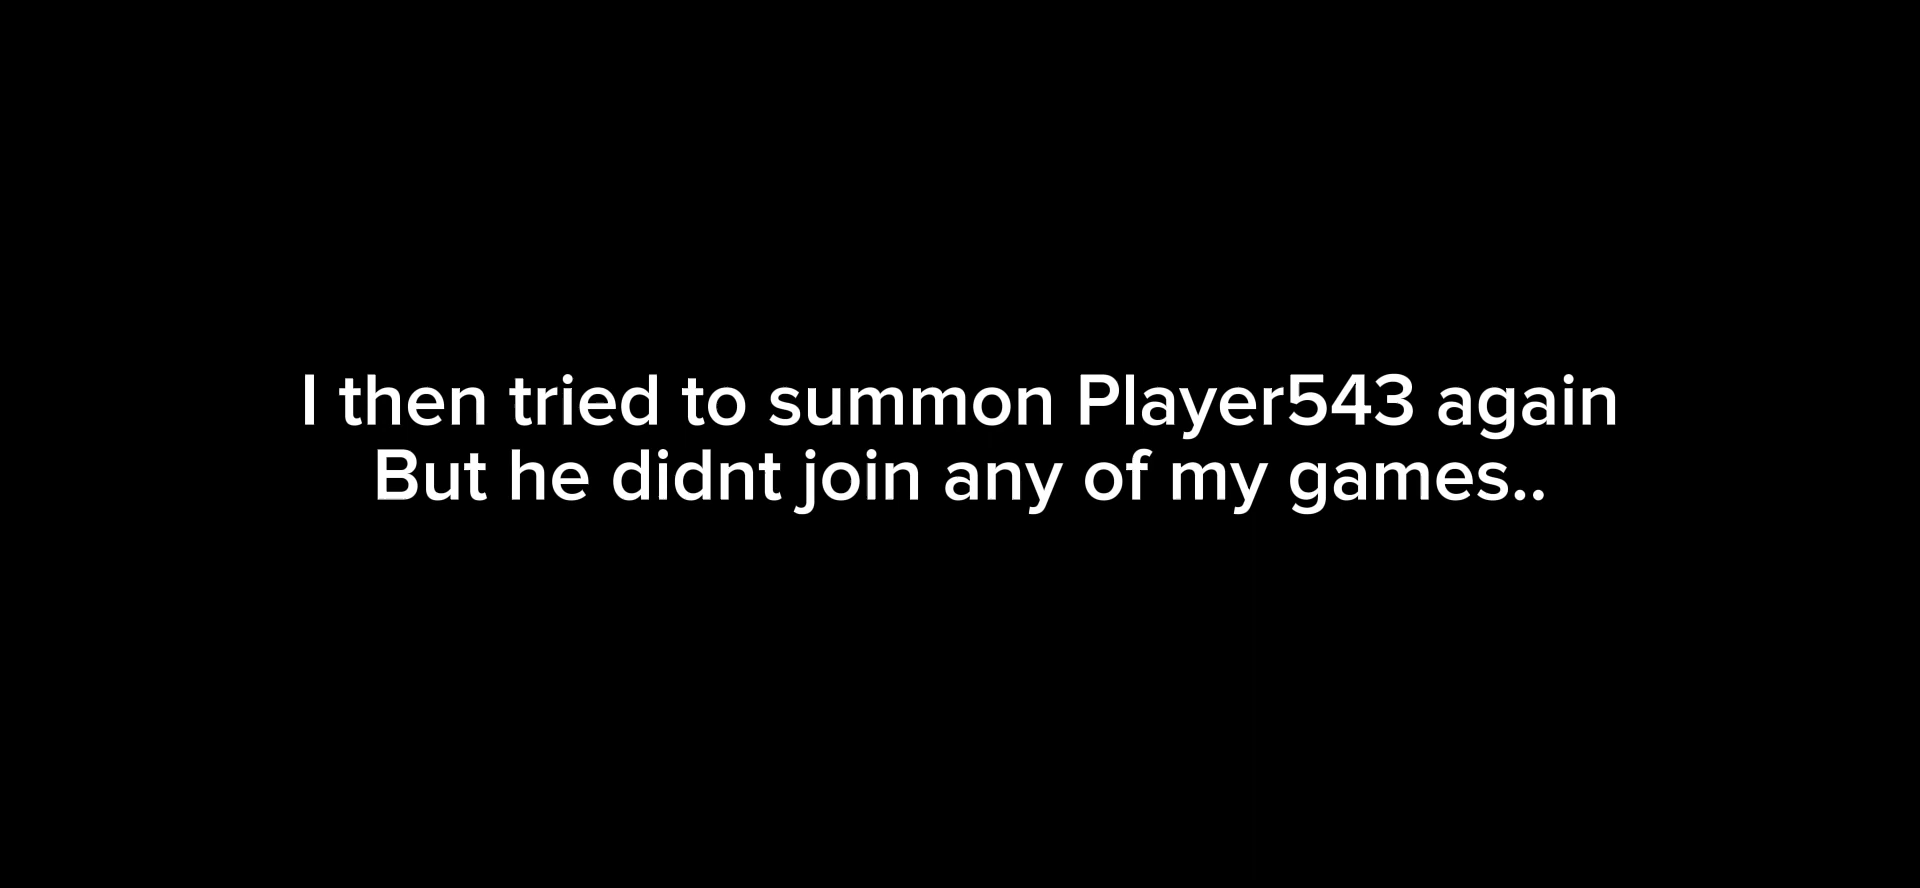 I then tried to summon Player543 again
But he didnt join any of my games..